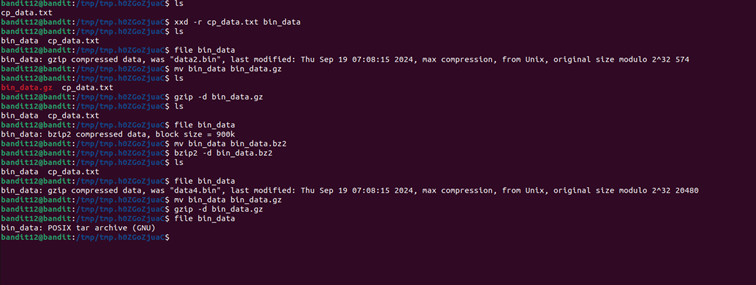 bandit12@bandit:/tmp/tmp.h0ZGoZjuaC$ ls
cp_data.txt
bandit12@bandit:/tmp/tmp.h0ZGoZjuaC$ xxd -r cp_data.txt bin_data
bandit12@bandit:/tmp/tmp.h0ZGoZjuaC$ ls
bin_data  cp_data.txt
bandit12@bandit:/tmp/tmp.h0ZGoZjuaC$ file bin_data
bin_data: gzip compressed data, was "data2.bin", last modified: Thu Sep 19 07:08:15 2024, max compression, from Unix, original size modulo 2^32 574
bandit12@bandit:/tmp/tmp.h0ZGoZjuaC$ mv bin_data bin_data.gz
bandit12@bandit:/tmp/tmp.h0ZGoZjuaC$ ls
bin_data.gz  cp_data.txt
bandit12@bandit:/tmp/tmp.h0ZGoZjuaC$ gzip -d bin_data.gz
bandit12@bandit:/tmp/tmp.h0ZGoZjuaC$ ls
bin_data  cp_data.txt
bandit12@bandit:/tmp/tmp.h0ZGoZjuaC$ file bin_data
bin_data: bzip2 compressed data, block size = 900k
bandit12@bandit:/tmp/tmp.h0ZGoZjuaC$ mv bin_data bin_data.bz2
bandit12@bandit:/tmp/tmp.h0ZGoZjuaC$ bzip2 -d bin_data.bz2
bandit12@bandit:/tmp/tmp.h0ZGoZjuaC$ ls
bin_data  cp_data.txt
bandit12@bandit:/tmp/tmp.h0ZGoZjuaC$ file bin_data
bin_data: gzip compressed data, was "data4.bin", last modified: Thu Sep 19 07:08:15 2024, max compression, from Unix, original size modulo 2^32 20480
bandit12@bandit:/tmp/tmp.h0ZGoZjuaC$ mv bin_data bin_data.gz
bandit12@bandit:/tmp/tmp.h0ZGoZjuaC$ gzip -d bin_data.gz
bandit12@bandit:/tmp/tmp.h0ZGoZjuaC$ file bin_data
bin_data: POSIX tar archive (GNU)
bandit12@bandit:/tmp/tmp.h0ZGoZjuaC$